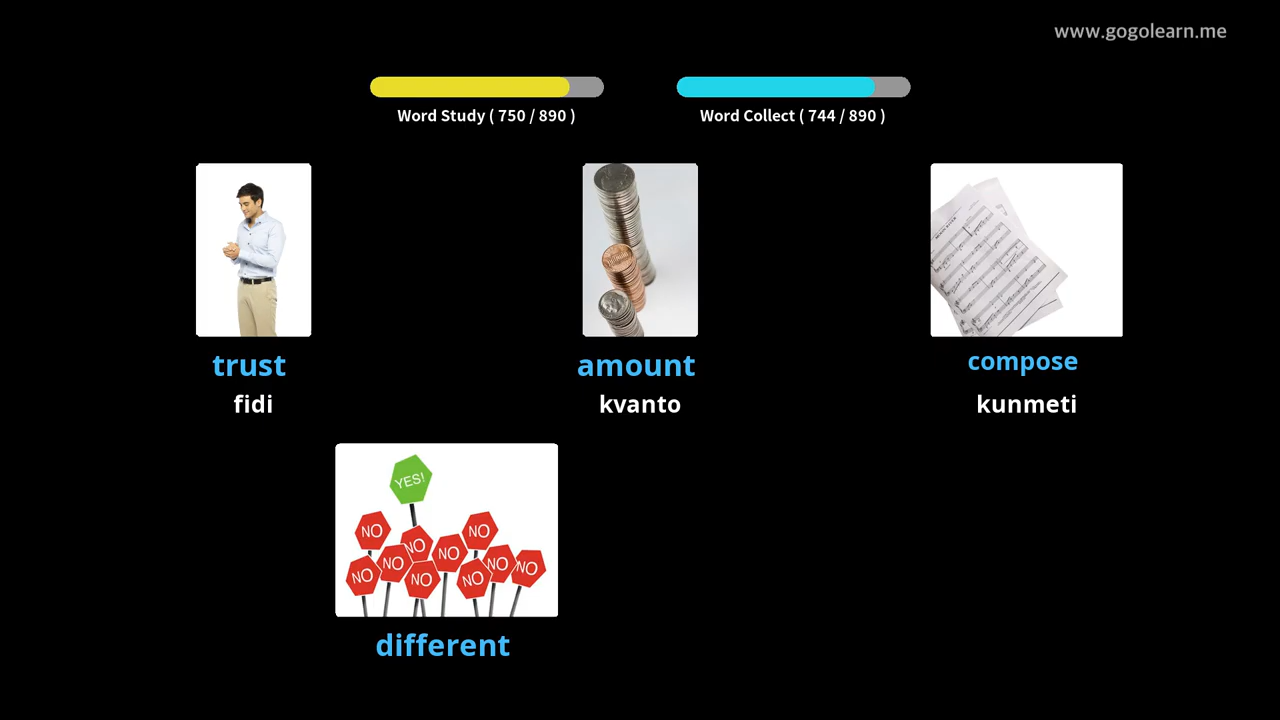 www.gogolearn.me
Word Study ( 750 / 890 )
Word Collect ( 744 / 890 )
trust
fidi
amount
kvanto
compose
kunmeti
YES!
NO
NO
NO
NO
NO
NO
NO
NO
NO
NO
different